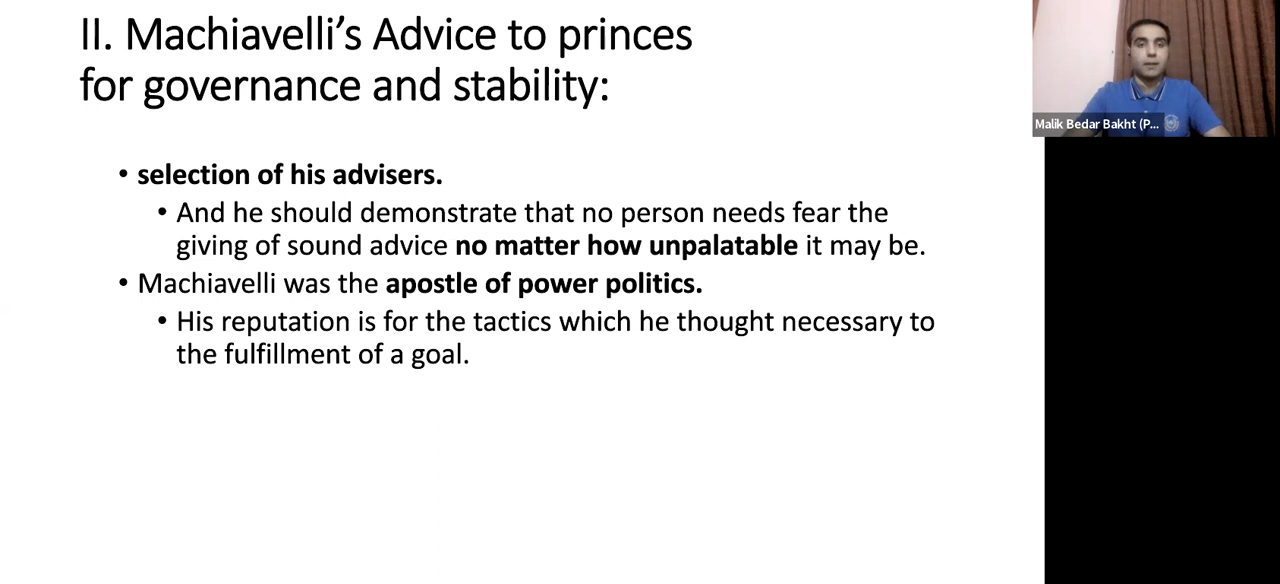 II. Machiavelli’s Advice to princes
for governance and stability:
• selection of his advisers.
• And he should demonstrate that no person needs fear the
giving of sound advice no matter how unpalatable it may be.
• Machiavelli was the apostle of power politics.
• His reputation is for the tactics which he thought necessary to
the fulfillment of a goal.
Malik Bedar Bakht (P...